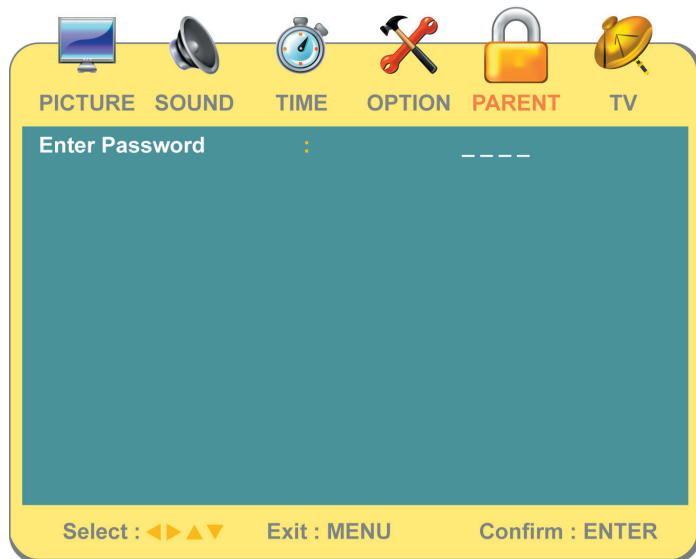 PICTURE SOUND TIME OPTION PARENT TV
Enter Password : _ _ _ _
Select : ◀▶▲▼ Exit : MENU Confirm : ENTER